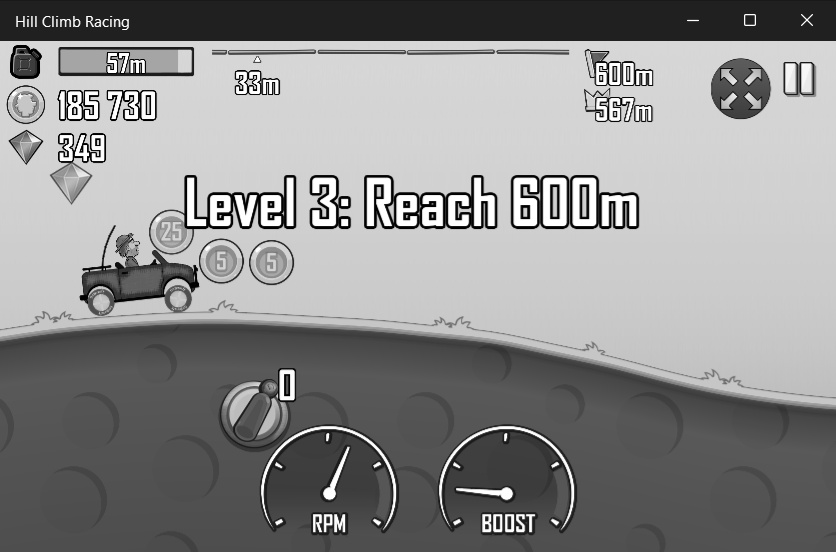 Hill Climb Racing
57m
33m
600m
567m
185 730
349
Level 3: Reach 600m
25
5
5
0
RPM
BOOST